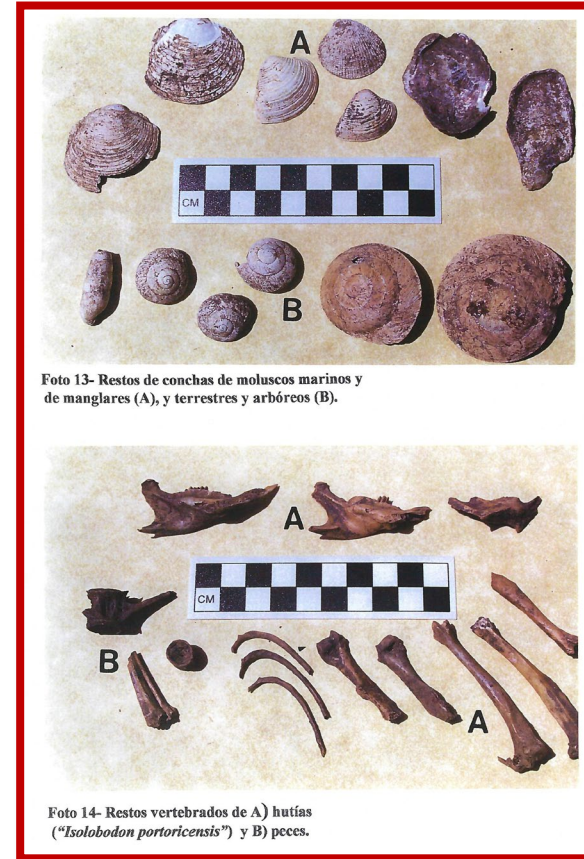 A
CM
B
Foto 13- Restos de conchas de moluscos marinos y
de manglares (A), y terrestres y arbóreos (B).
A
CM
B
A
Foto 14- Restos vertebrados de A) hutías
("Isolobodon portoricensis") y B) peces.